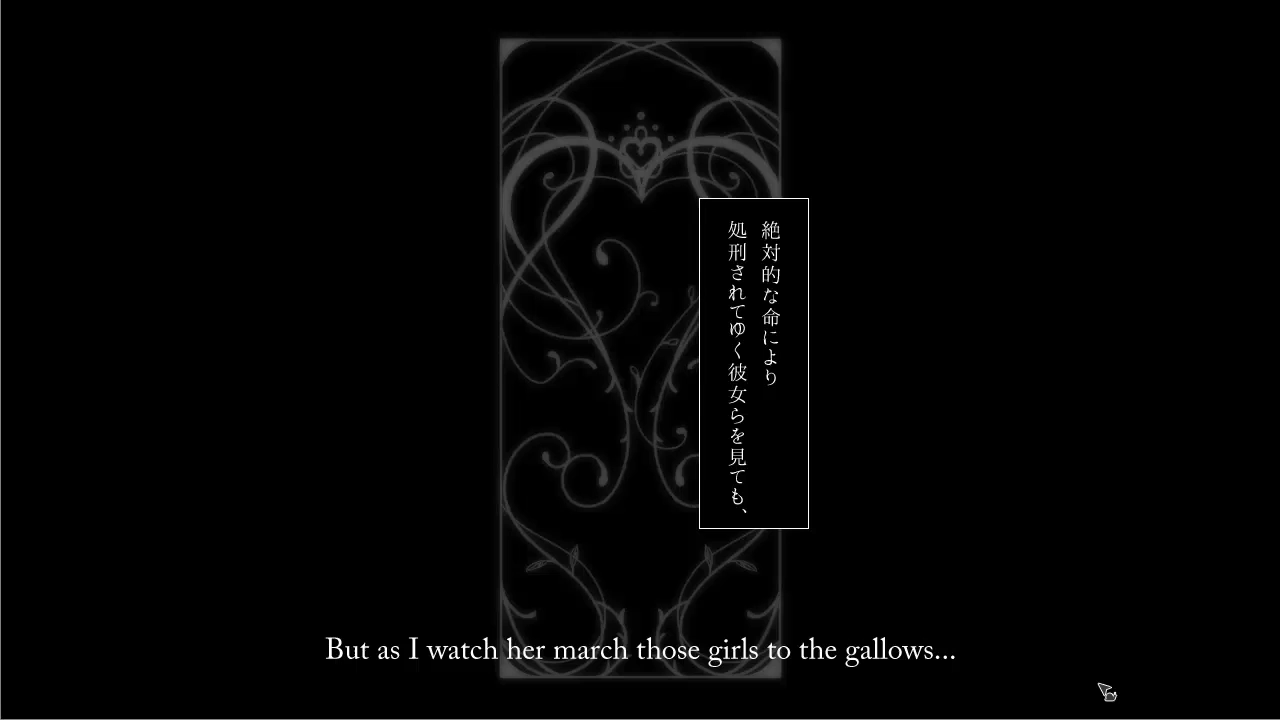 絶対的な命により
処刑されてゆく彼女らを見ても、
But as I watch her march those girls to the gallows...